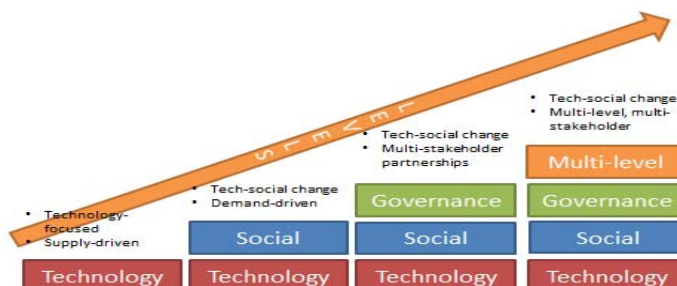 LEVELS
• Technology-
focused
• Supply-driven
Technology
• Tech-social change
• Demand-driven
Social
Technology
• Tech-social change
• Multi-stakeholder
partnerships
Governance
Social
Technology
• Tech-social change
• Multi-level, multi-
stakeholder
Multi-level
Governance
Social
Technology